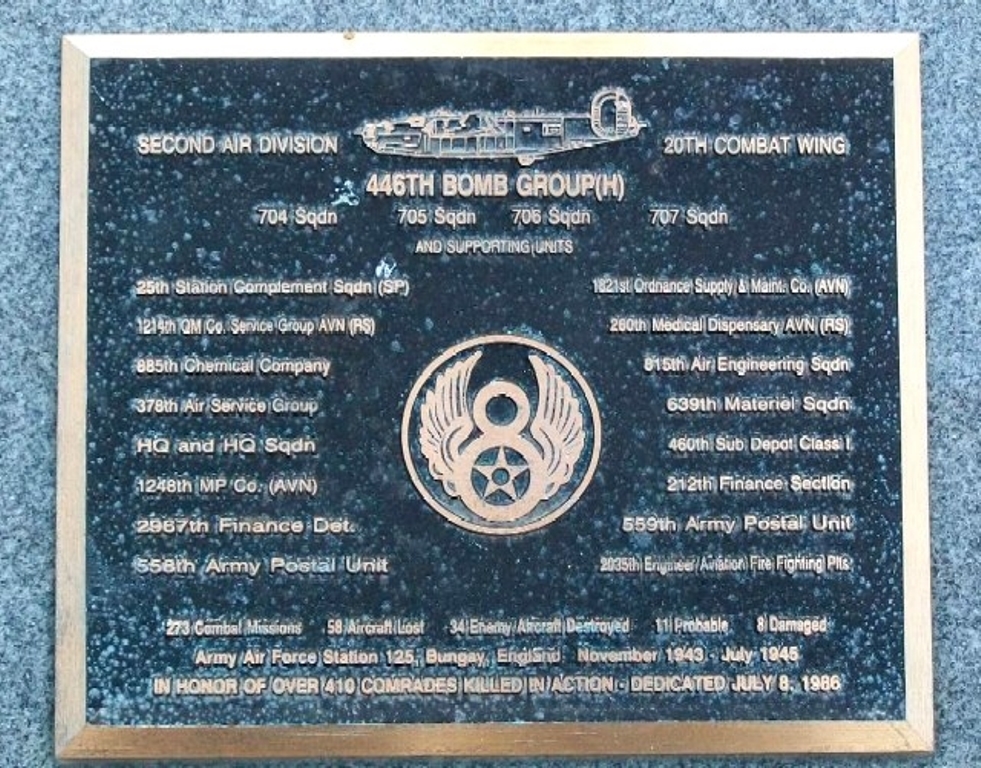 SECOND AIR DIVISION 20TH COMBAT WING
446TH BOMB GROUP(H)
704 Sqdn 705 Sqdn 706 Sqdn 707 Sqdn
AND SUPPORTING UNITS
25th Station Complement Sqdn (SP) 1821st Ordnance Supply & Maint. Co. (AVN)
1214th QM Co. Service Group AVN (RS) 260th Medical Dispensary AVN (RS)
885th Chemical Company 815th Air Engineering Sqdn
378th Air Service Group 639th Materiel Sqdn
HQ and HQ Sqdn 460th Sub Depot Class I
1248th MP Co. (AVN) 212th Finance Section
2967th Finance Det. 559th Army Postal Unit
558th Army Postal Unit 2035th Engineer Aviation Fire Fighting Plts
273 Combat Missions 58 Aircraft Lost 34 Enemy Aircraft Destroyed 11 Probable 8 Damaged
Army Air Force Station 125, Bungay, England November 1943 - July 1945
IN HONOR OF OVER 410 COMRADES KILLED IN ACTION - DEDICATED JULY 8, 1986